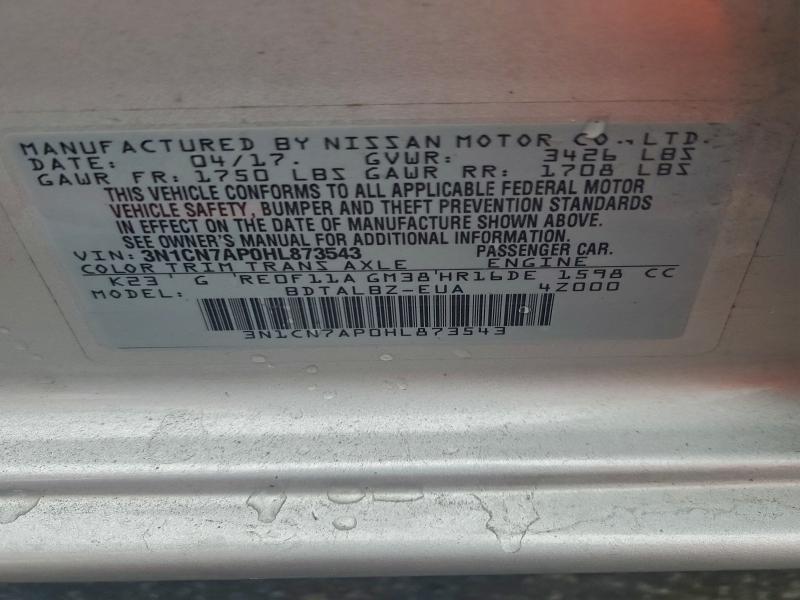 MANUFACTURED BY NISSAN MOTOR CO., LTD.
DATE: 04/17. GVWR: 3426 LBS
GAWR FR: 1750 LBS GAWR RR: 1708 LBS
THIS VEHICLE CONFORMS TO ALL APPLICABLE FEDERAL MOTOR
VEHICLE SAFETY, BUMPER AND THEFT PREVENTION STANDARDS
IN EFFECT ON THE DATE OF MANUFACTURE SHOWN ABOVE.
SEE OWNER'S MANUAL FOR ADDITIONAL INFORMATION.
VIN: 3N1CN7AP0HL873543 PASSENGER CAR.
COLOR TRIM TRANS AXLE ENGINE
K23 G 'RE0F11A GM38'HR16DE 1598 CC
MODEL: BDTALBZ-EUA 4Z000
3N1CN7AP0HL873543